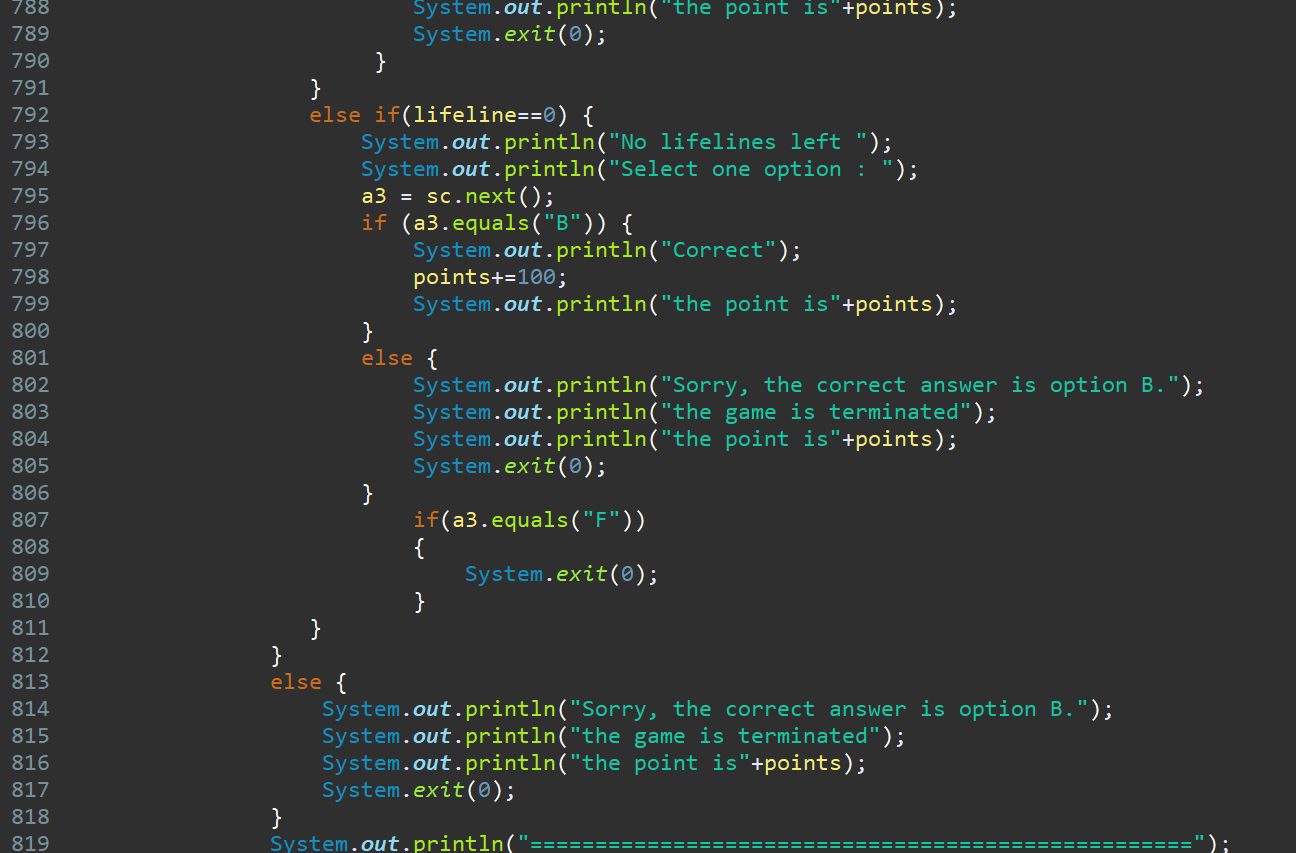 788 System.out.println("the point is"+points);
789 System.exit(0);
790 }
791 }
792 else if(lifeline==0) {
793 System.out.println("No lifelines left ");
794 System.out.println("Select one option : ");
795 a3 = sc.next();
796 if (a3.equals("B")) {
797 System.out.println("Correct");
798 points+=100;
799 System.out.println("the point is"+points);
800 }
801 else {
802 System.out.println("Sorry, the correct answer is option B.");
803 System.out.println("the game is terminated");
804 System.out.println("the point is"+points);
805 System.exit(0);
806 }
807 if(a3.equals("F"))
808 {
809 System.exit(0);
810 }
811 }
812 }
813 else {
814 System.out.println("Sorry, the correct answer is option B.");
815 System.out.println("the game is terminated");
816 System.out.println("the point is"+points);
817 System.exit(0);
818 }
819 System.out.println("===================================================");